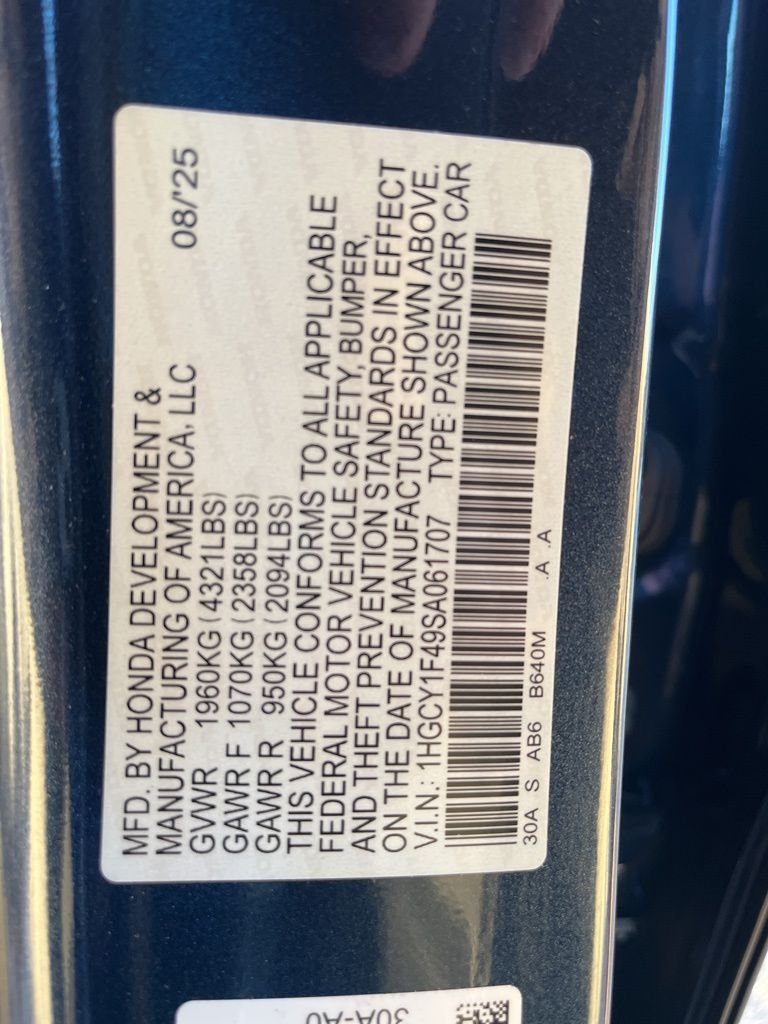 MFD. BY HONDA DEVELOPMENT &
MANUFACTURING OF AMERICA, LLC 08/'25
GVWR 1960KG (4321LBS)
GAWR F 1070KG (2358LBS)
GAWR R 950KG (2094LBS)
THIS VEHICLE CONFORMS TO ALL APPLICABLE
FEDERAL MOTOR VEHICLE SAFETY, BUMPER,
AND THEFT PREVENTION STANDARDS IN EFFECT
ON THE DATE OF MANUFACTURE SHOWN ABOVE.
V.I.N.: 1HGCY1F49SA061707 TYPE: PASSENGER CAR
30A S AB6 B640M .A .A
30A-A0